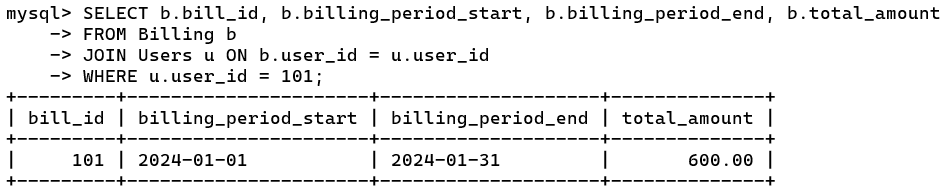 mysql> SELECT b.bill_id, b.billing_period_start, b.billing_period_end, b.total_amount
    -> FROM Billing b
    -> JOIN Users u ON b.user_id = u.user_id
    -> WHERE u.user_id = 101;
+---------+----------------------+--------------------+--------------+
| bill_id | billing_period_start | billing_period_end | total_amount |
+---------+----------------------+--------------------+--------------+
|     101 | 2024-01-01           | 2024-01-31         |       600.00 |
+---------+----------------------+--------------------+--------------+